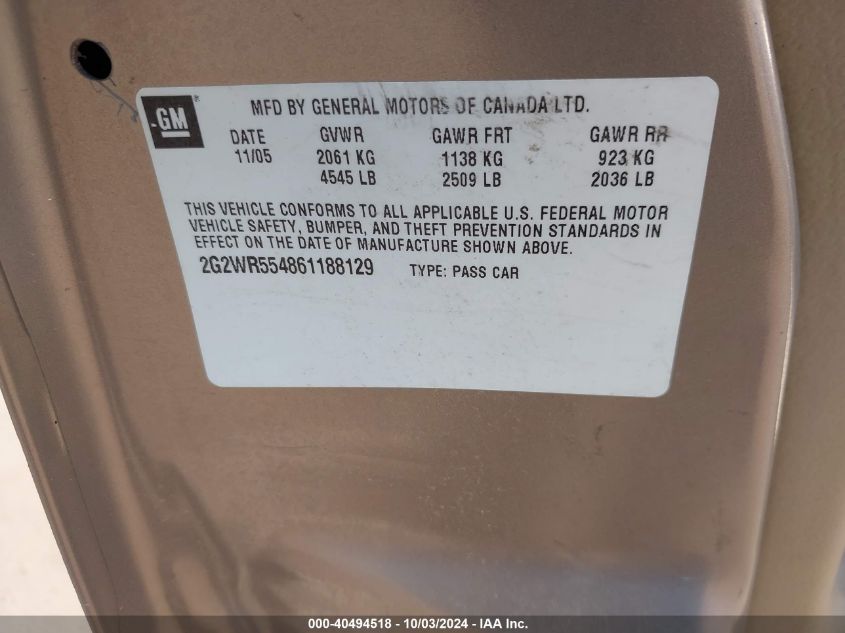 GM
MFD BY GENERAL MOTORS OF CANADA LTD.
DATE GVWR GAWR FRT GAWR RR
11/05 2061 KG 1138 KG 923 KG
4545 LB 2509 LB 2036 LB
THIS VEHICLE CONFORMS TO ALL APPLICABLE U.S. FEDERAL MOTOR
VEHICLE SAFETY, BUMPER, AND THEFT PREVENTION STANDARDS IN
EFFECT ON THE DATE OF MANUFACTURE SHOWN ABOVE.
2G2WR554861188129 TYPE: PASS CAR
000-40494518 - 10/03/2024 - IAA Inc.